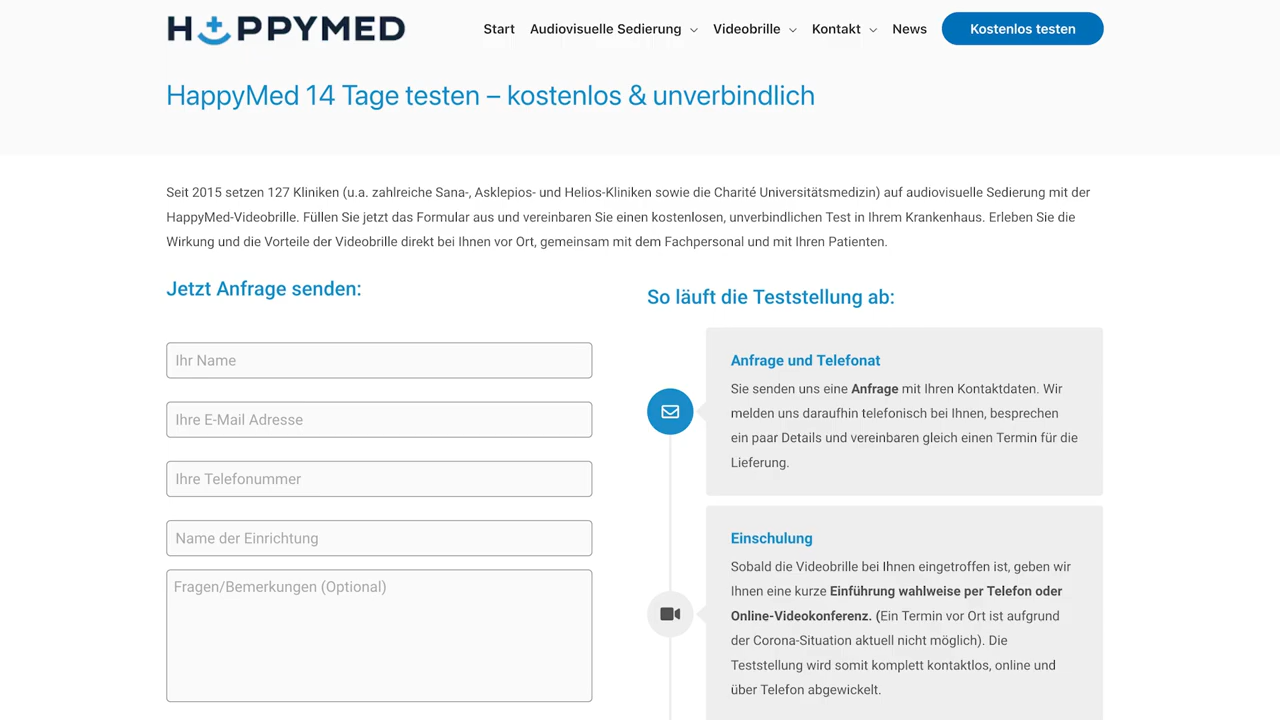 HAPPYMED
Start Audiovisuelle Sedierung Videobrille Kontakt News Kostenlos testen
HappyMed 14 Tage testen – kostenlos & unverbindlich
Seit 2015 setzen 127 Kliniken (u.a. zahlreiche Sana-, Asklepios- und Helios-Kliniken sowie die Charité Universitätsmedizin) auf audiovisuelle Sedierung mit der
HappyMed-Videobrille. Füllen Sie jetzt das Formular aus und vereinbaren Sie einen kostenlosen, unverbindlichen Test in Ihrem Krankenhaus. Erleben Sie die
Wirkung und die Vorteile der Videobrille direkt bei Ihnen vor Ort, gemeinsam mit dem Fachpersonal und mit Ihren Patienten.
Jetzt Anfrage senden:
Ihr Name
Ihre E-Mail Adresse
Ihre Telefonummer
Name der Einrichtung
Fragen/Bemerkungen (Optional)
So läuft die Teststellung ab:
Anfrage und Telefonat
Sie senden uns eine Anfrage mit Ihren Kontaktdaten. Wir
melden uns daraufhin telefonisch bei Ihnen, besprechen
ein paar Details und vereinbaren gleich einen Termin für die
Lieferung.
Einschulung
Sobald die Videobrille bei Ihnen eingetroffen ist, geben wir
Ihnen eine kurze Einführung wahlweise per Telefon oder
Online-Videokonferenz. (Ein Termin vor Ort ist aufgrund
der Corona-Situation aktuell nicht möglich). Die
Teststellung wird somit komplett kontaktlos, online und
über Telefon abgewickelt.